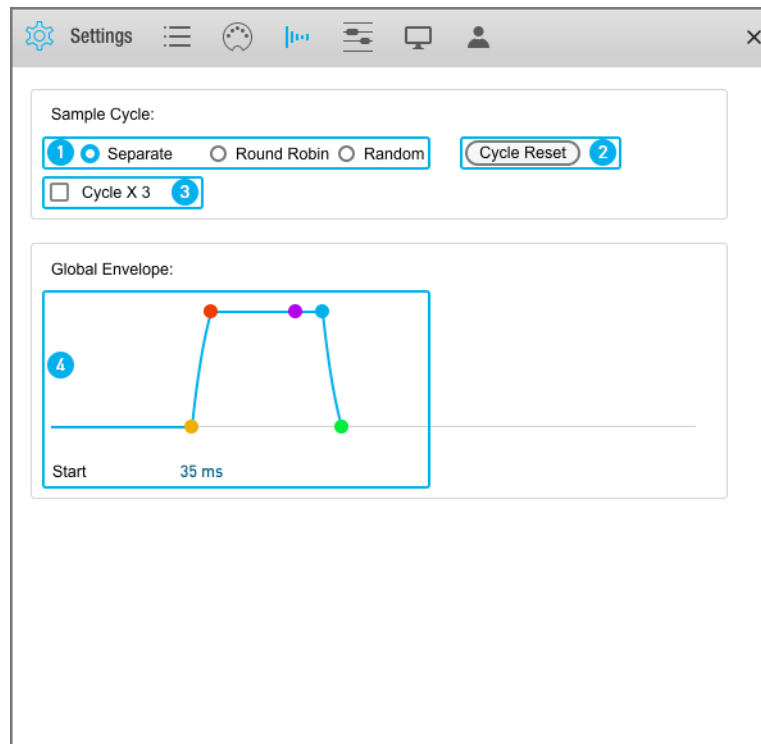 Settings
Sample Cycle:
1 Separate Round Robin Random Cycle Reset 2
Cycle X 3 3
Global Envelope:
4
Start 35 ms